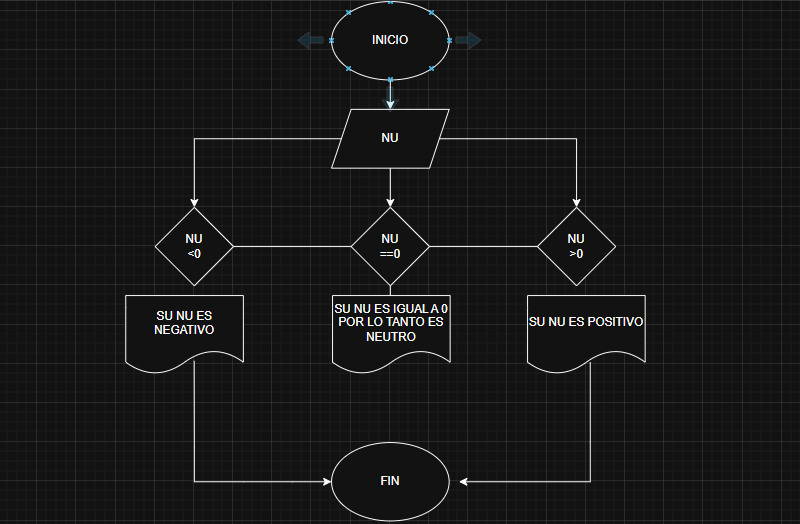 INICIO
NU
NU
<0
NU
==0
NU
>0
SU NU ES
NEGATIVO
SU NU ES IGUAL A 0
POR LO TANTO ES
NEUTRO
SU NU ES POSITIVO
FIN